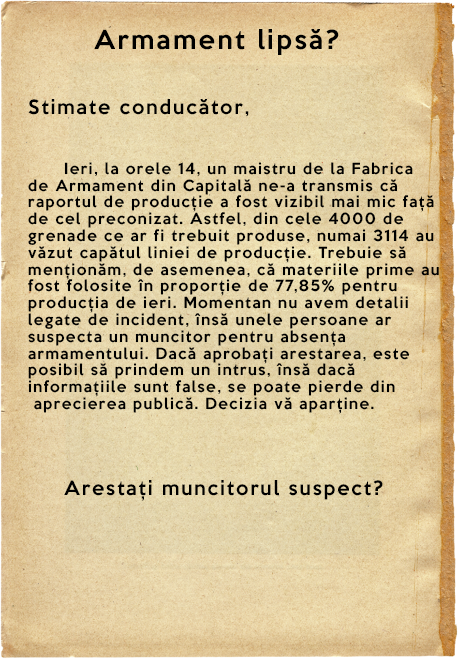 Armament lipsă?
Stimate conducător,
Ieri, la orele 14, un maistru de la Fabrica
de Armament din Capitală ne-a transmis că
raportul de producție a fost vizibil mai mic față
de cel preconizat. Astfel, din cele 4000 de
grenade ce ar fi trebuit produse, numai 3114 au
văzut capătul liniei de producție. Trebuie să
menționăm, de asemenea, că materiile prime au
fost folosite în proporție de 77,85% pentru
producția de ieri. Momentan nu avem detalii
legate de incident, însă unele persoane ar
suspecta un muncitor pentru absența
armamentului. Dacă aprobați arestarea, este
posibil să prindem un intrus, însă dacă
informațiile sunt false, se poate pierde din
aprecierea publică. Decizia vă aparține.
Arestați muncitorul suspect?